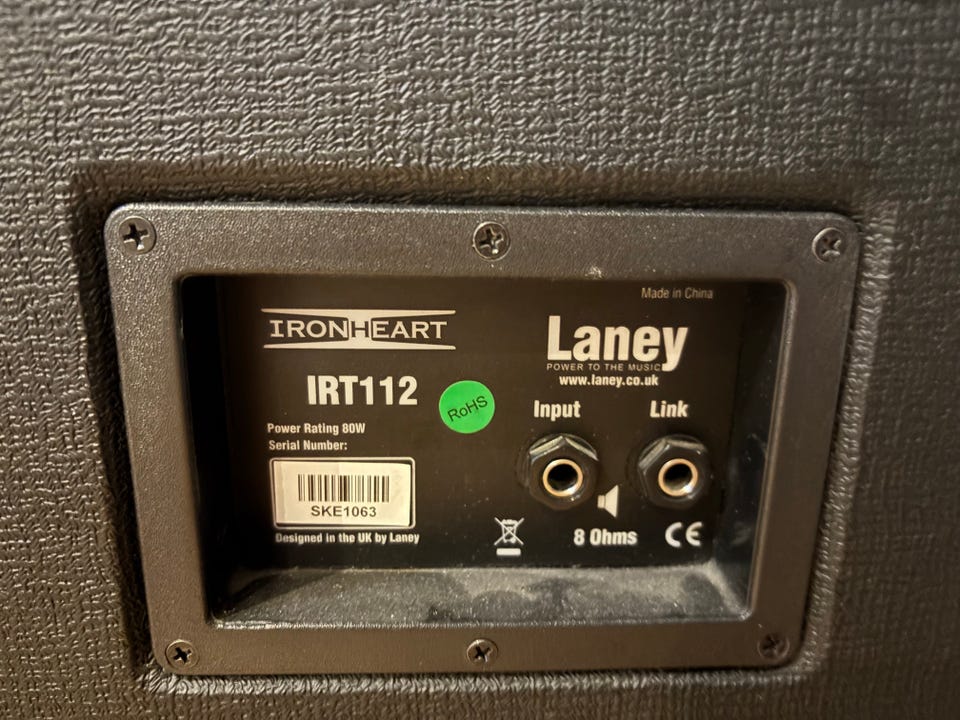 Made in China
IRONHEART
Laney
POWER TO THE MUSIC
www.laney.co.uk
IRT112
RoHS
Input
Link
Power Rating 80W
Serial Number:
SKE1063
Designed in the UK by Laney
8 Ohms
CE